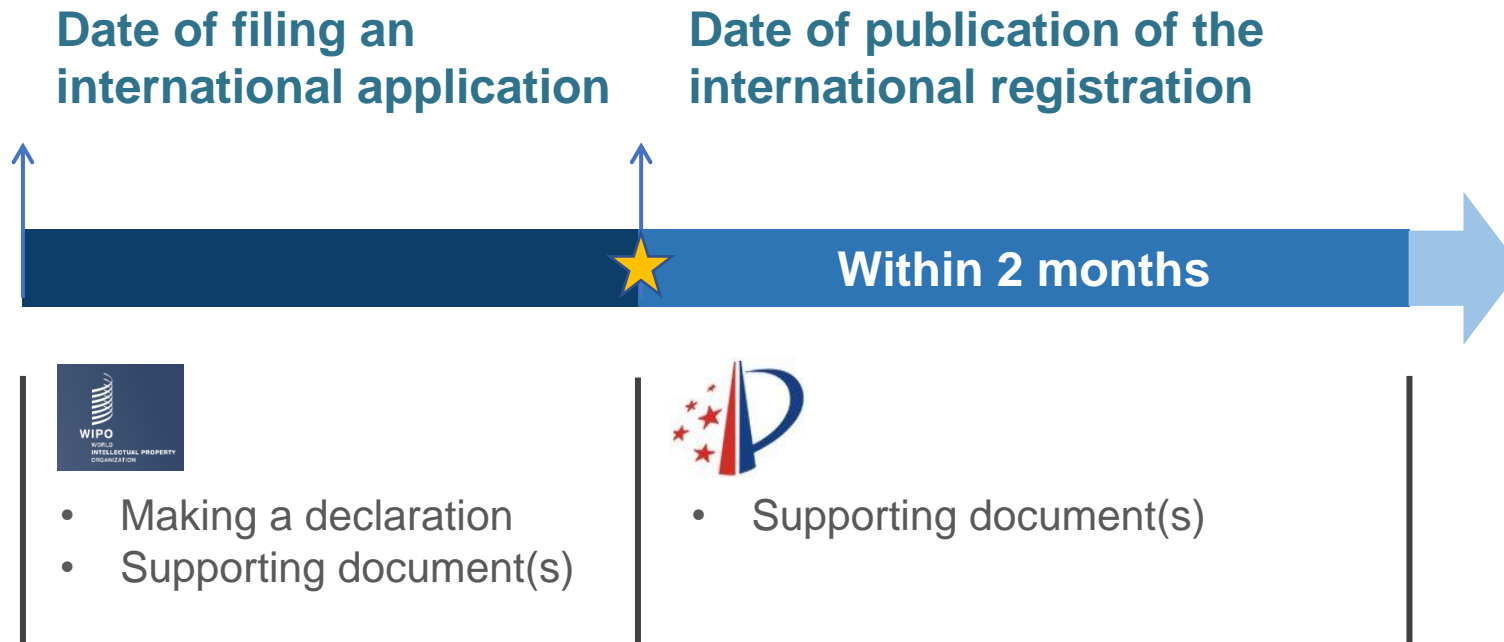 Date of filing an
international application
Date of publication of the
international registration
Within 2 months
WIPO
WORLD
INTELLECTUAL PROPERTY
ORGANIZATION
• Making a declaration
• Supporting document(s)
• Supporting document(s)